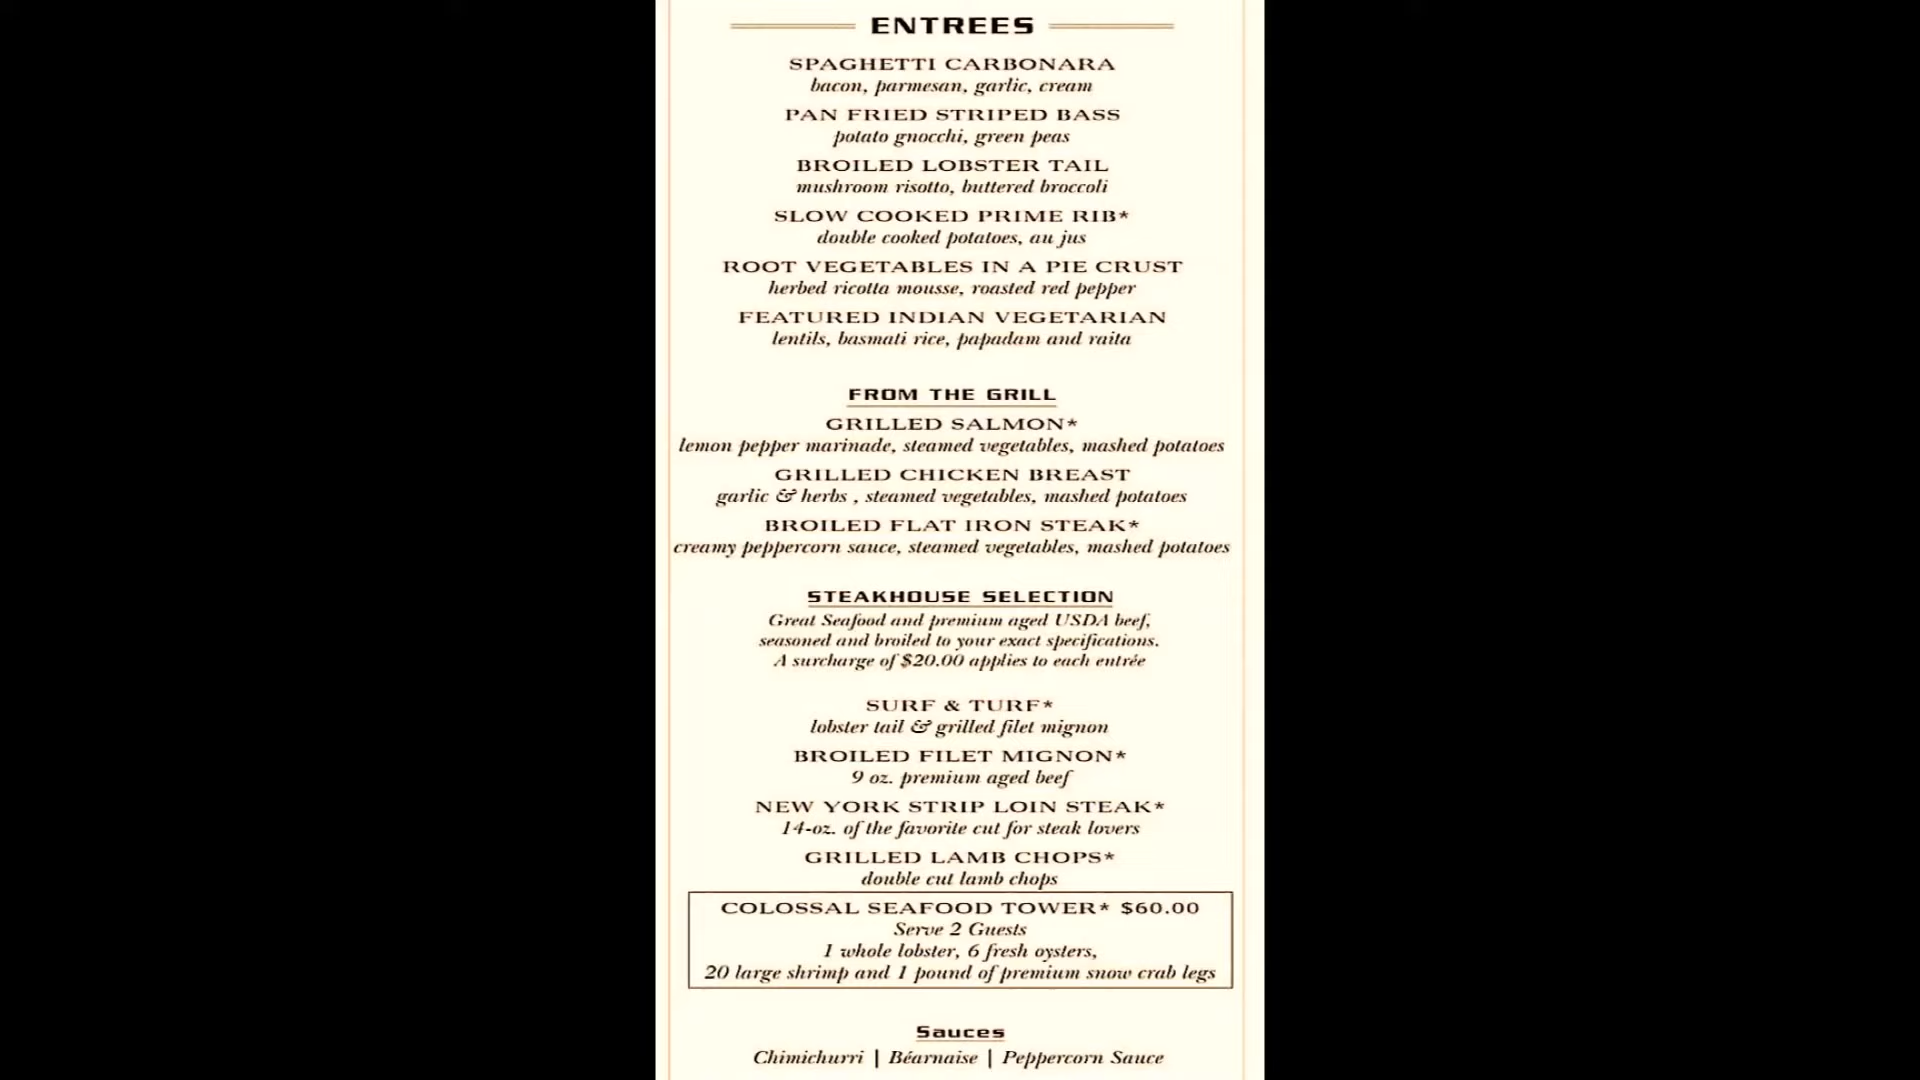 ENTREES
SPAGHETTI CARBONARA
bacon, parmesan, garlic, cream
PAN FRIED STRIPED BASS
potato gnocchi, green peas
BROILED LOBSTER TAIL
mushroom risotto, buttered broccoli
SLOW COOKED PRIME RIB*
double cooked potatoes, au jus
ROOT VEGETABLES IN A PIE CRUST
herbed ricotta mousse, roasted red pepper
FEATURED INDIAN VEGETARIAN
lentils, basmati rice, papadam and raita
FROM THE GRILL
GRILLED SALMON*
lemon pepper marinade, steamed vegetables, mashed potatoes
GRILLED CHICKEN BREAST
garlic & herbs , steamed vegetables, mashed potatoes
BROILED FLAT IRON STEAK*
creamy peppercorn sauce, steamed vegetables, mashed potatoes
STEAKHOUSE SELECTION
Great Seafood and premium aged USDA beef,
seasoned and broiled to your exact specifications.
A surcharge of $20.00 applies to each entrée
SURF & TURF*
lobster tail & grilled filet mignon
BROILED FILET MIGNON*
9 oz. premium aged beef
NEW YORK STRIP LOIN STEAK*
14-oz. of the favorite cut for steak lovers
GRILLED LAMB CHOPS*
double cut lamb chops
COLOSSAL SEAFOOD TOWER* $60.00
Serve 2 Guests
1 whole lobster, 6 fresh oysters,
20 large shrimp and 1 pound of premium snow crab legs
Sauces
Chimichurri | Béarnaise | Peppercorn Sauce